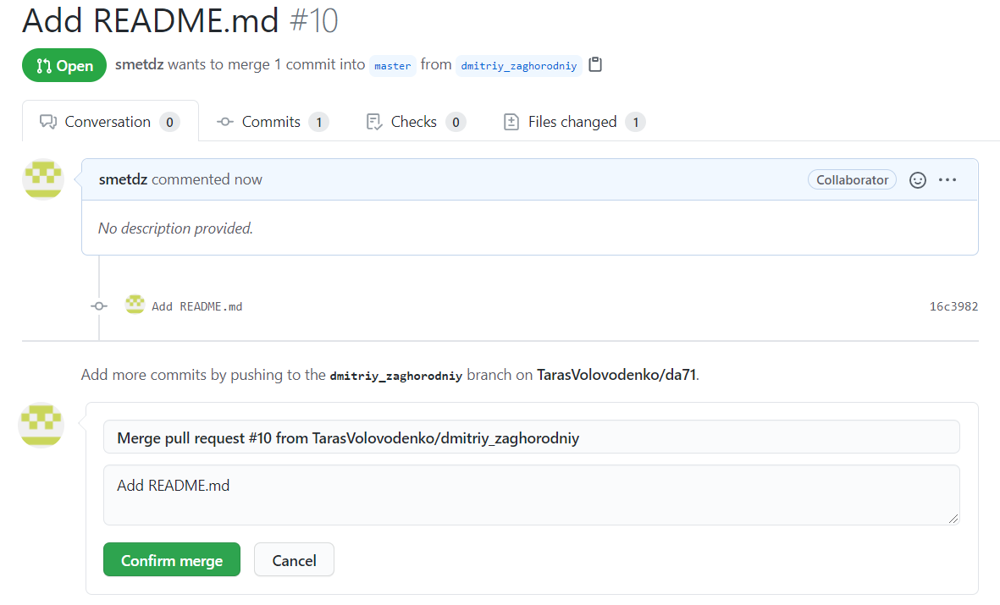 Add README.md #10
Open smetdz wants to merge 1 commit into master from dmitriy_zaghorodniy
Conversation 0 Commits 1 Checks 0 Files changed 1
smetdz commented now Collaborator
No description provided.
Add README.md 16c3982
Add more commits by pushing to the dmitriy_zaghorodniy branch on TarasVolovodenko/da71.
Merge pull request #10 from TarasVolovodenko/dmitriy_zaghorodniy
Add README.md
Confirm merge Cancel